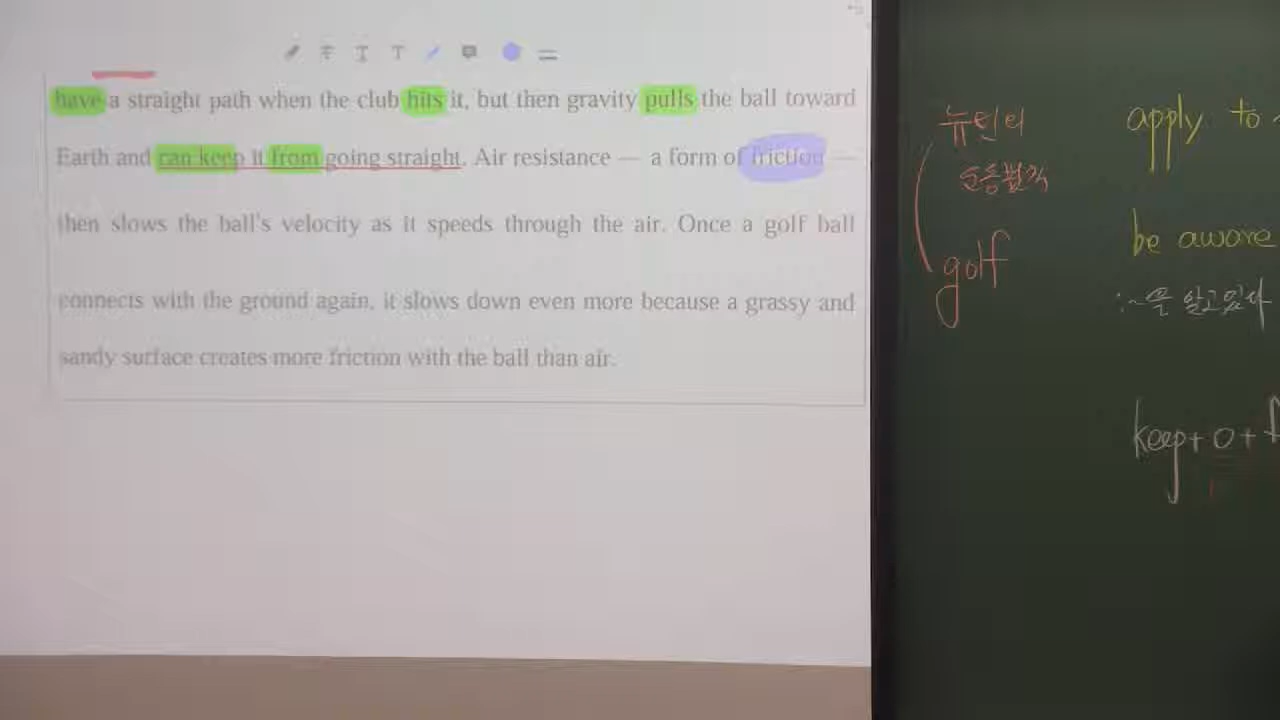 have a straight path when the club hits it, but then gravity pulls the ball toward
Earth and can keep it from going straight. Air resistance — a form of friction —
then slows the ball's velocity as it speeds through the air. Once a golf ball
connects with the ground again, it slows down even more because a grassy and
sandy surface creates more friction with the ball than air.
뉴턴의
운동법칙
golf
apply to ~
be aware
: ~을 알고있다
keep + O +